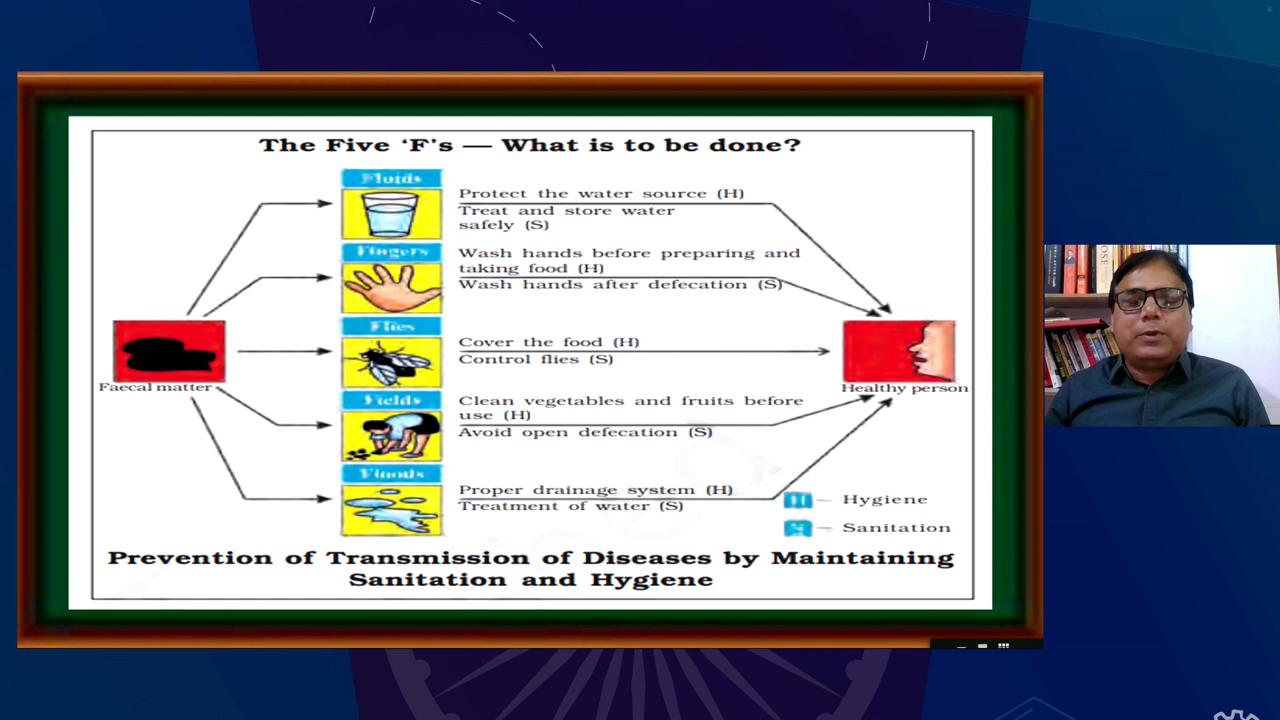 The Five ‘F’s — What is to be done?
Fluids
Protect the water source (H)
Treat and store water
safely (S)
Fingers
Wash hands before preparing and
taking food (H)
Wash hands after defecation (S)
Flies
Cover the food (H)
Control flies (S)
Faecal matter
Healthy person
Fields
Clean vegetables and fruits before
use (H)
Avoid open defecation (S)
Floods
Proper drainage system (H)
Treatment of water (S)
H – Hygiene
S – Sanitation
Prevention of Transmission of Diseases by Maintaining
Sanitation and Hygiene